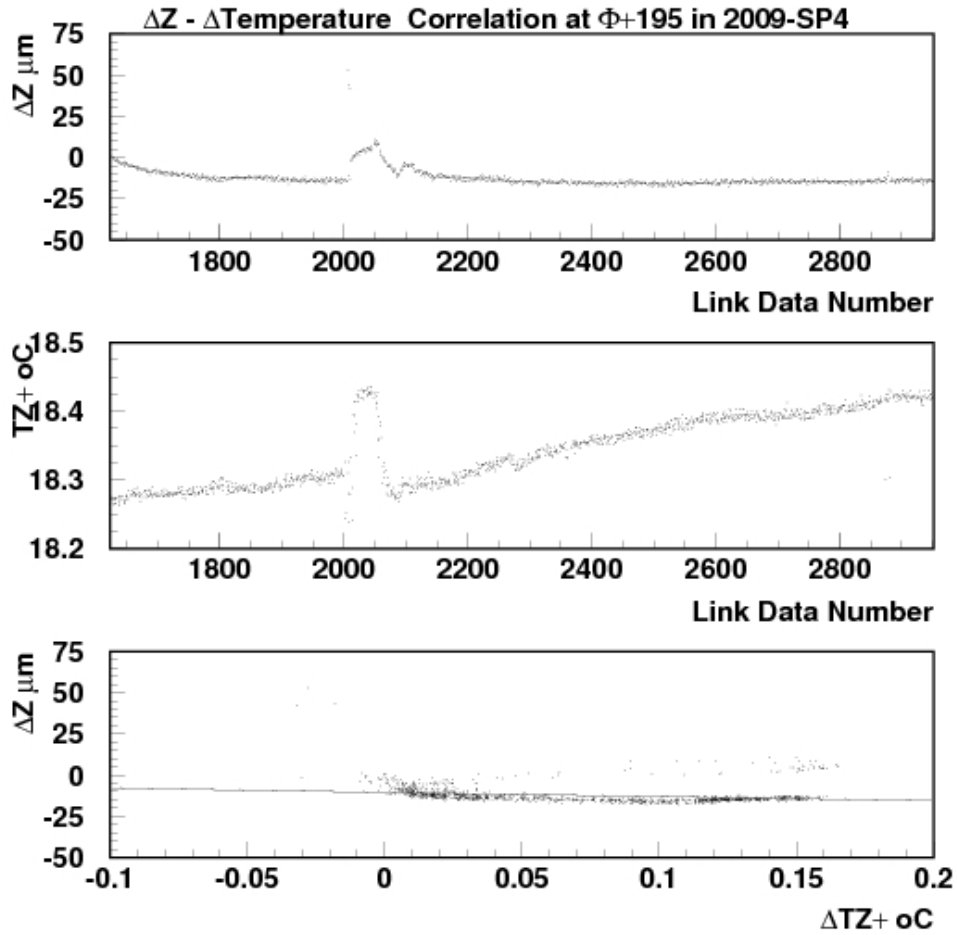 ΔZ - ΔTemperature Correlation at Φ+195 in 2009-SP4
ΔZ μm
75
50
25
0
-25
-50
1800 2000 2200 2400 2600 2800
Link Data Number
TZ+ oC
18.5
18.4
18.3
18.2
1800 2000 2200 2400 2600 2800
Link Data Number
ΔZ μm
75
50
25
0
-25
-50
-0.1 -0.05 0 0.05 0.1 0.15 0.2
ΔTZ+ oC